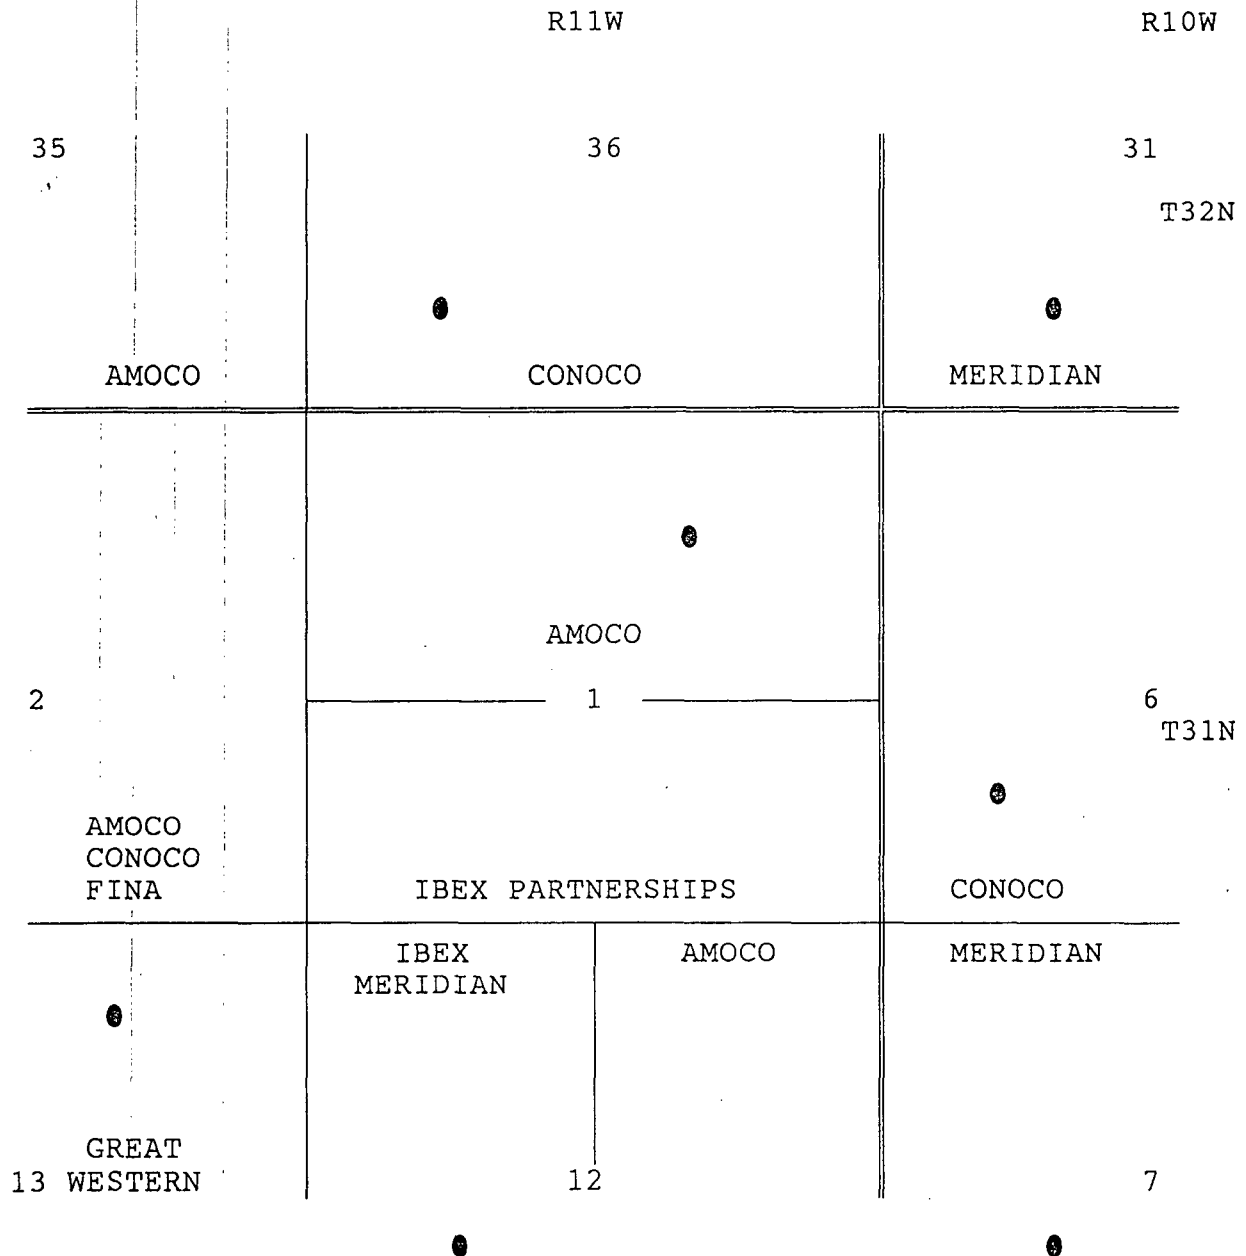 R11W R10W
35 36 31
T32N
AMOCO CONOCO MERIDIAN
AMOCO
2 1 6
T31N
AMOCO
CONOCO
FINA IBEX PARTNERSHIPS CONOCO
IBEX AMOCO MERIDIAN
MERIDIAN
GREAT
13 WESTERN 12 7